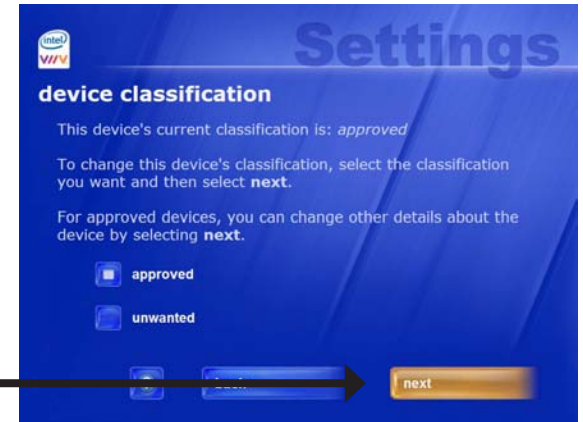 intel
VIIV
Settings
device classification
This device's current classification is: approved
To change this device's classification, select the classification
you want and then select next.
For approved devices, you can change other details about the
device by selecting next.
approved
unwanted
next